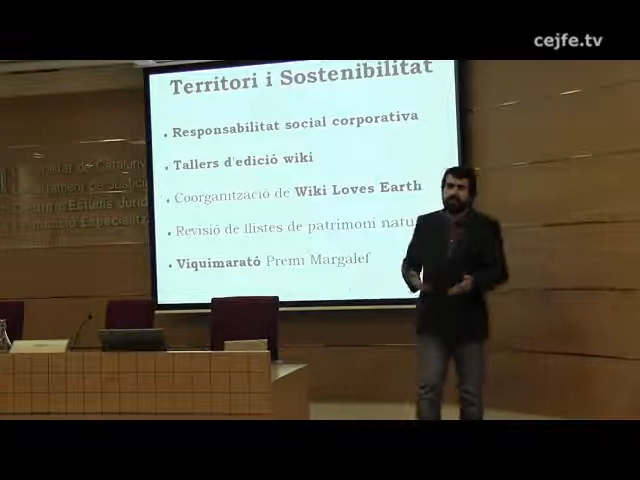 cejfe.tv
Territori i Sostenibilitat
• Responsabilitat social corporativa
• Tallers d'edició wiki
• Coorganització de Wiki Loves Earth
• Revisió de llistes de patrimoni natu
• Viquimarató Premi Margalef